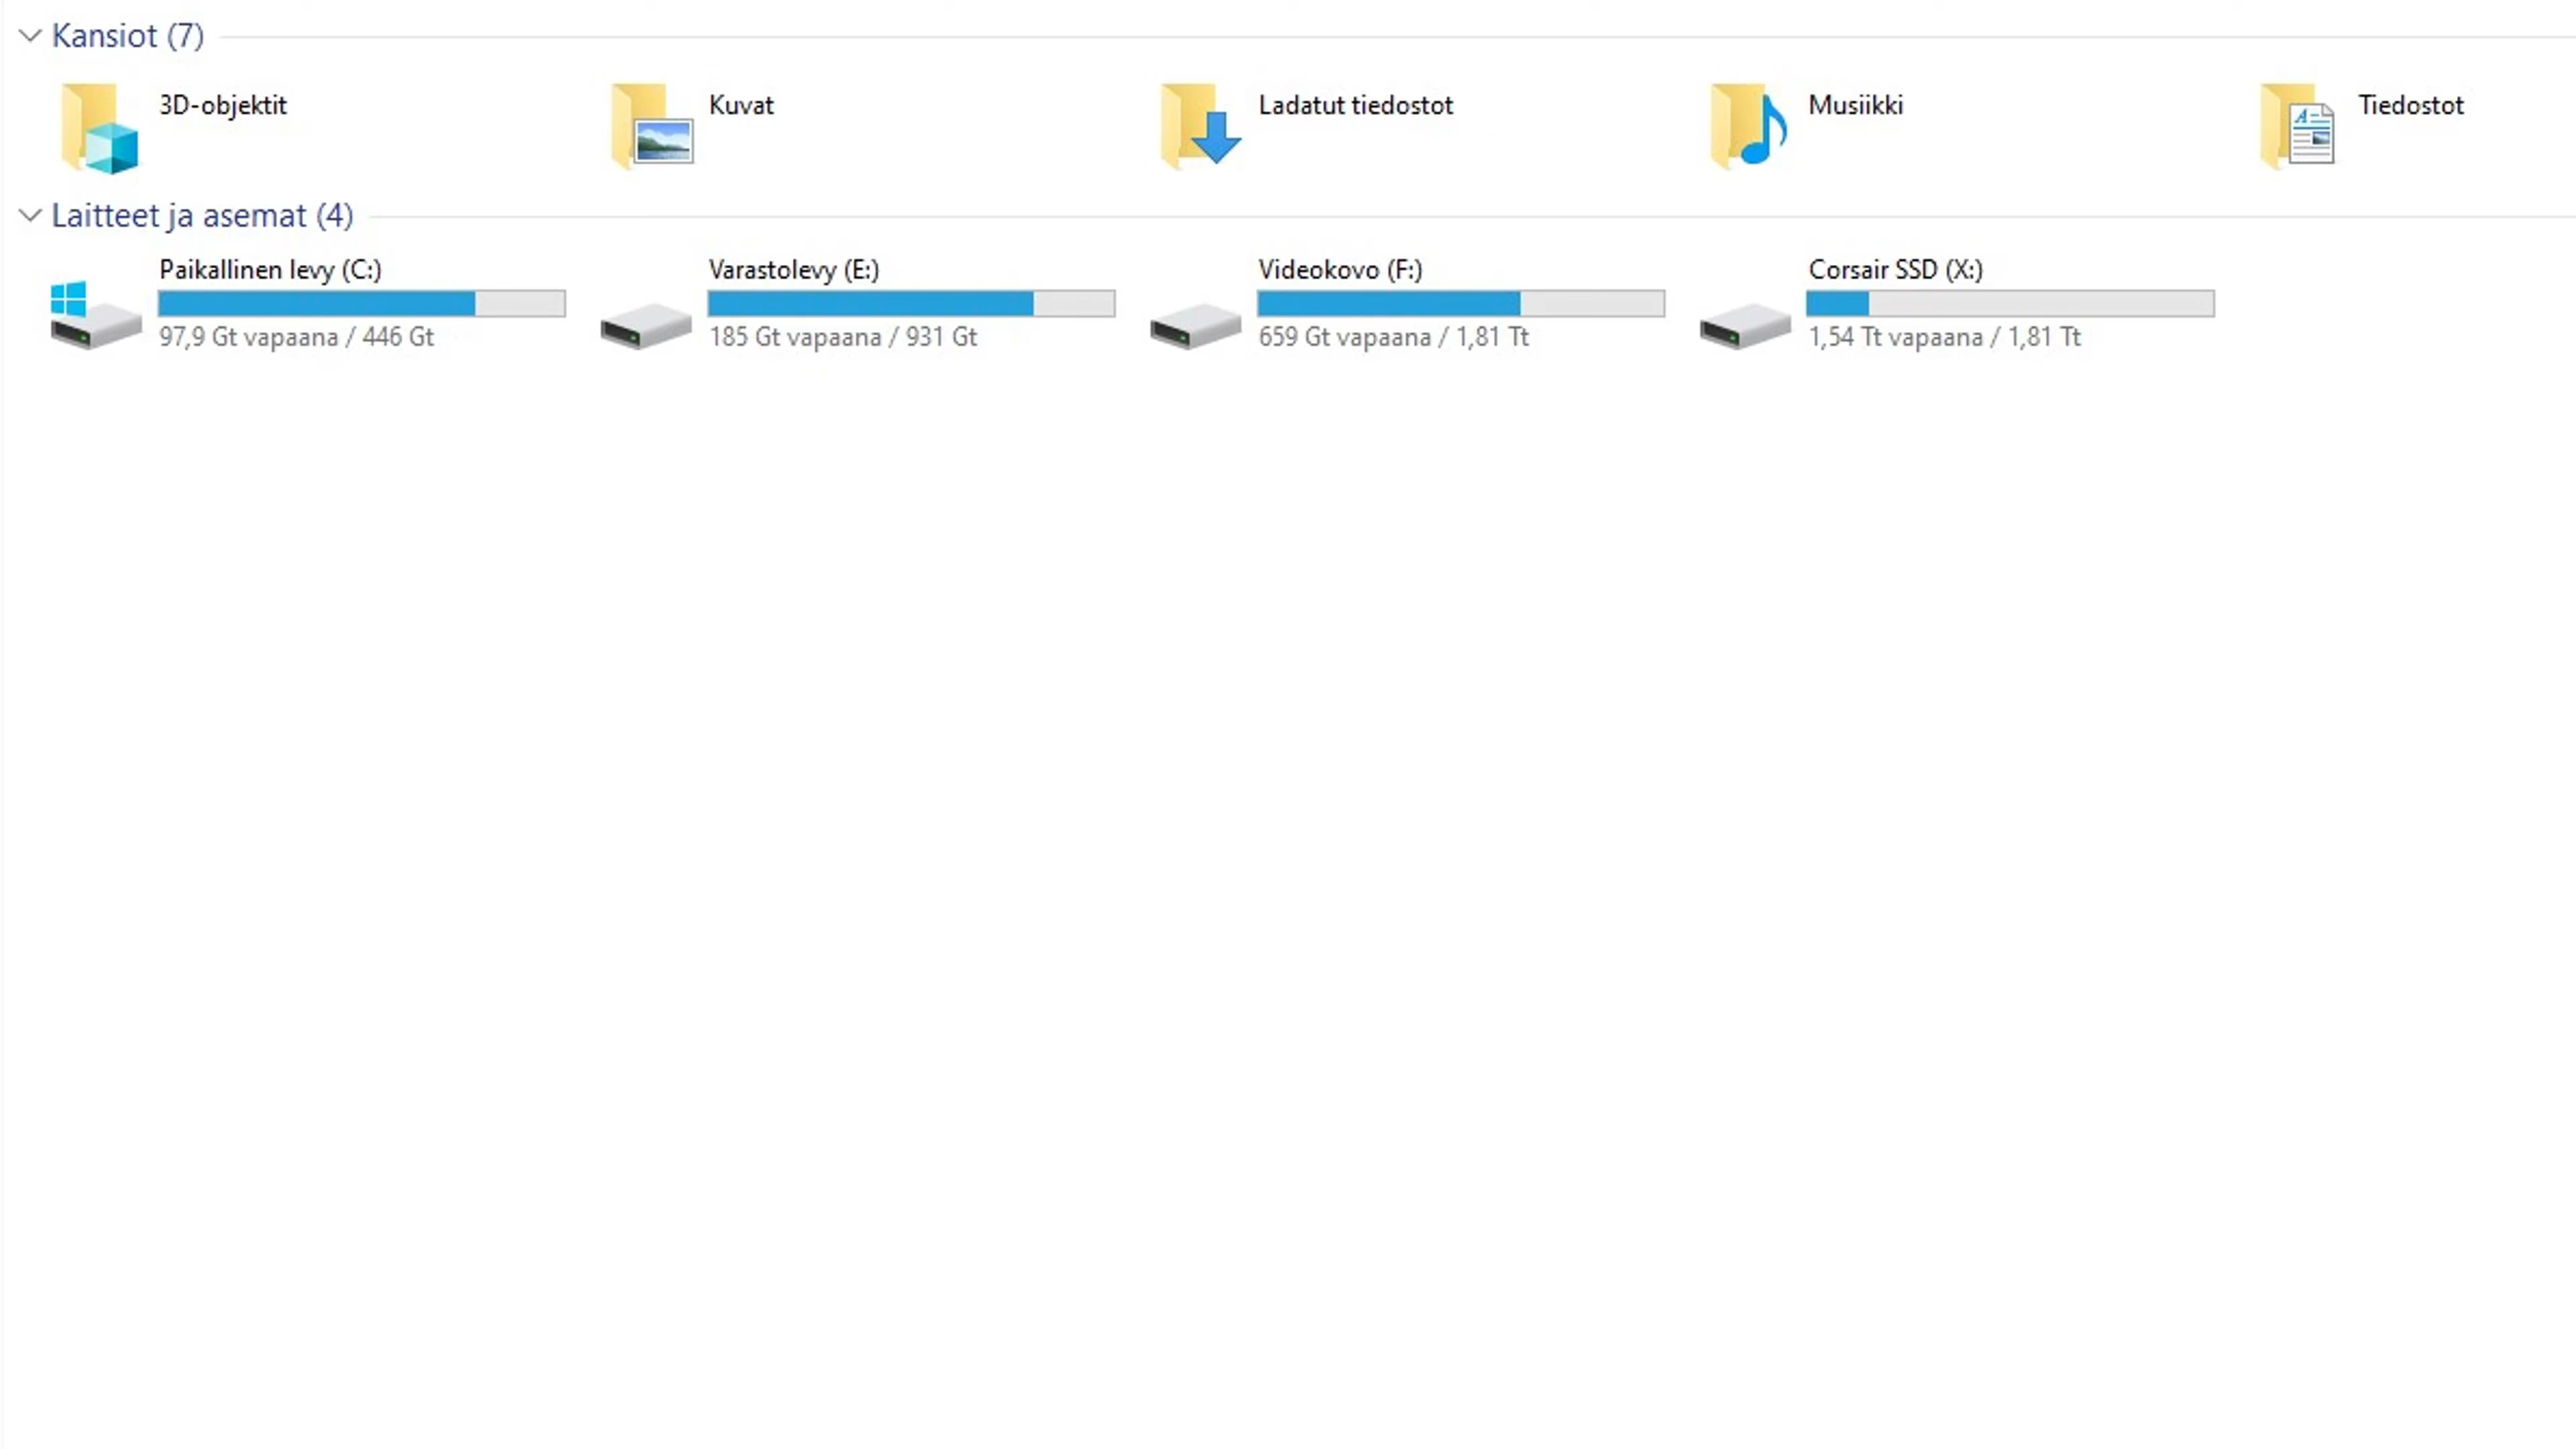 Kansiot (7)
3D-objektit
Kuvat
Ladatut tiedostot
Musiikki
Tiedostot
Laitteet ja asemat (4)
Paikallinen levy (C:)
97,9 Gt vapaana / 446 Gt
Varastolevy (E:)
185 Gt vapaana / 931 Gt
Videokovo (F:)
659 Gt vapaana / 1,81 Tt
Corsair SSD (X:)
1,54 Tt vapaana / 1,81 Tt